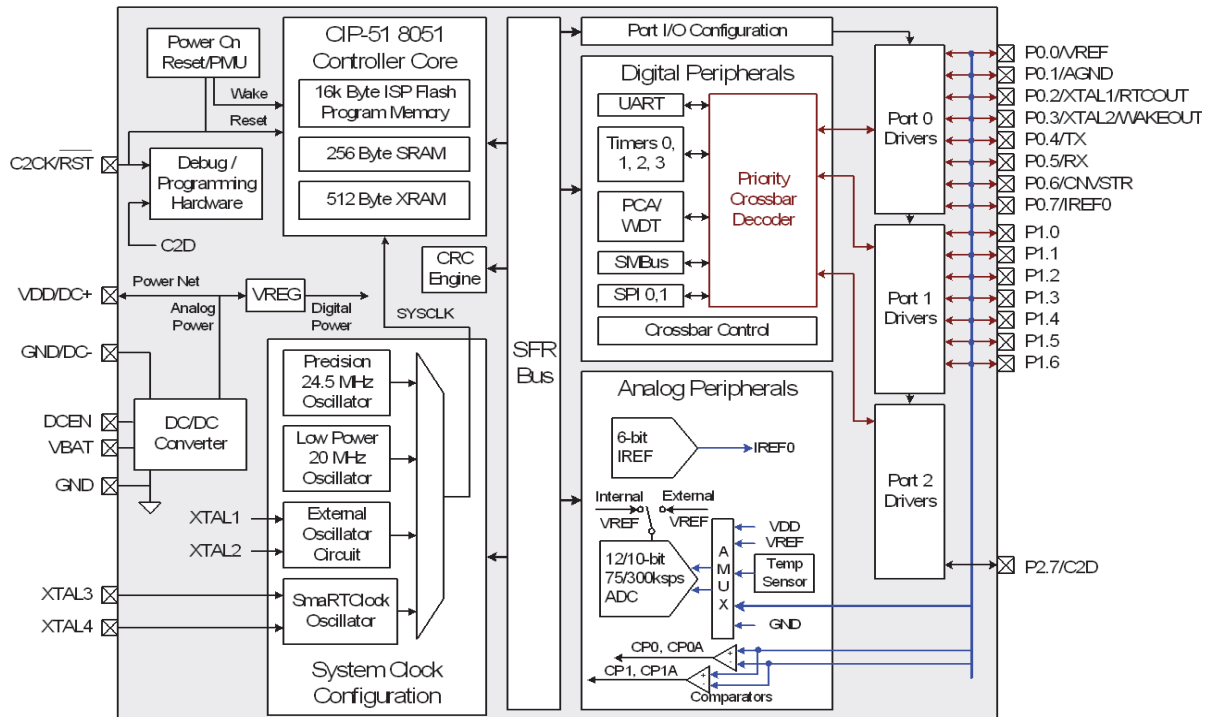 Power On
Reset/PMU
Wake
Reset
C2CK/RST
Debug /
Programming
Hardware
C2D
CIP-51 8051
Controller Core
16k Byte ISP Flash
Program Memory
256 Byte SRAM
512 Byte XRAM
CRC
Engine
VDD/DC+
Power Net
VREG
Analog
Power
Digital
Power
SYSCLK
GND/DC-
DCEN
VBAT
GND
DC/DC
Converter
XTAL1
XTAL2
XTAL3
XTAL4
Precision
24.5 MHz
Oscillator
Low Power
20 MHz
Oscillator
External
Oscillator
Circuit
SmaRTClock
Oscillator
System Clock
Configuration
SFR
Bus
Port I/O Configuration
Digital Peripherals
UART
Timers 0,
1, 2, 3
PCA/
WDT
SMBus
SPI 0,1
Priority
Crossbar
Decoder
Crossbar Control
Analog Peripherals
6-bit
IREF
IREF0
Internal
VREF
External
VREF
12/10-bit
75/300ksps
ADC
A
M
U
X
VDD
VREF
Temp
Sensor
GND
CP0, CP0A
CP1, CP1A
+
-
+
-
Comparators
Port 0
Drivers
Port 1
Drivers
Port 2
Drivers
P0.0/VREF
P0.1/AGND
P0.2/XTAL1/RTCOUT
P0.3/XTAL2/WAKEOUT
P0.4/TX
P0.5/RX
P0.6/CNVSTR
P0.7/IREF0
P1.0
P1.1
P1.2
P1.3
P1.4
P1.5
P1.6
P2.7/C2D